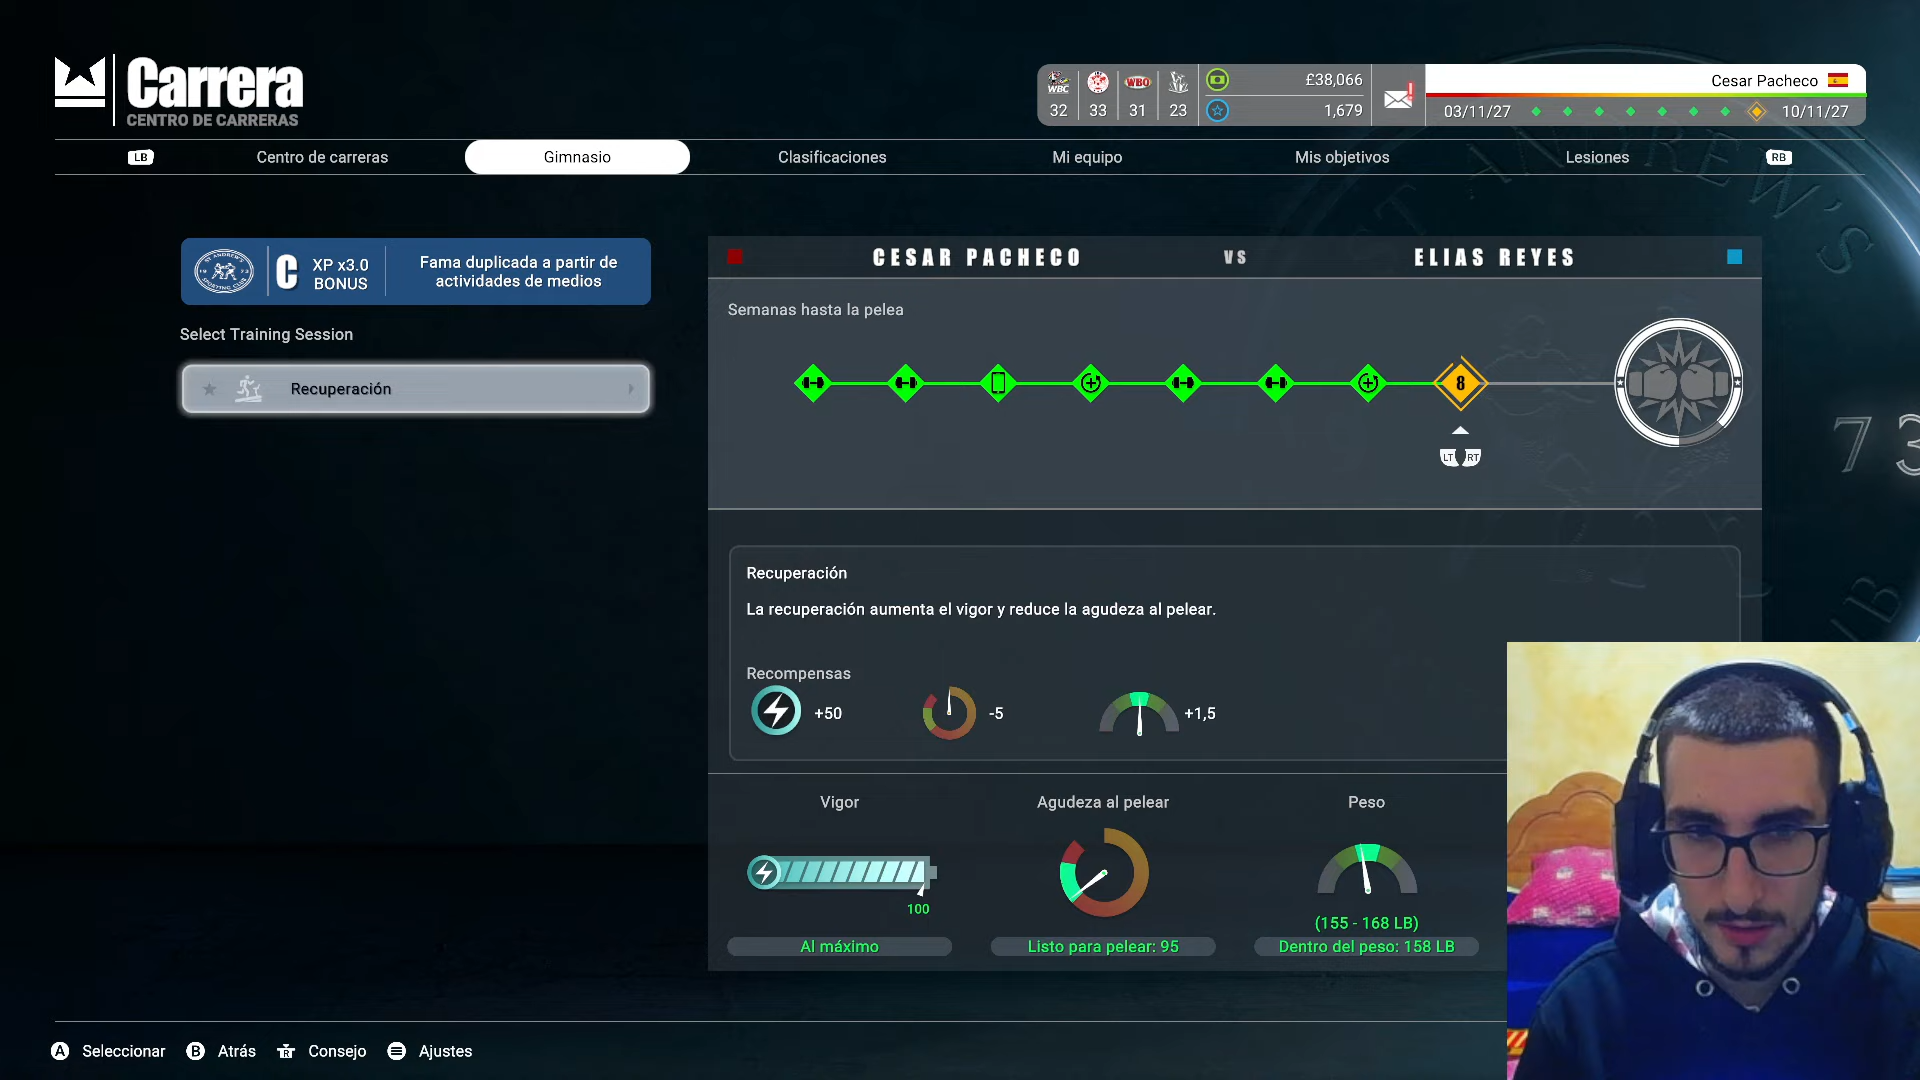 Carrera
CENTRO DE CARRERAS
WBC
32
33
WBO
31
23
£38,066
1,679
Cesar Pacheco
03/11/27
10/11/27
LB
Centro de carreras
Gimnasio
Clasificaciones
Mi equipo
Mis objetivos
Lesiones
RB
C
XP x3.0
BONUS
Fama duplicada a partir de
actividades de medios
Select Training Session
Recuperación
CESAR PACHECO
VS
ELIAS REYES
Semanas hasta la pelea
8
LT RT
Recuperación
La recuperación aumenta el vigor y reduce la agudeza al pelear.
Recompensas
+50
-5
+1,5
Vigor
100
Al máximo
Agudeza al pelear
Listo para pelear: 95
Peso
(155 - 168 LB)
Dentro del peso: 158 LB
A Seleccionar
B Atrás
R Consejo
Ajustes